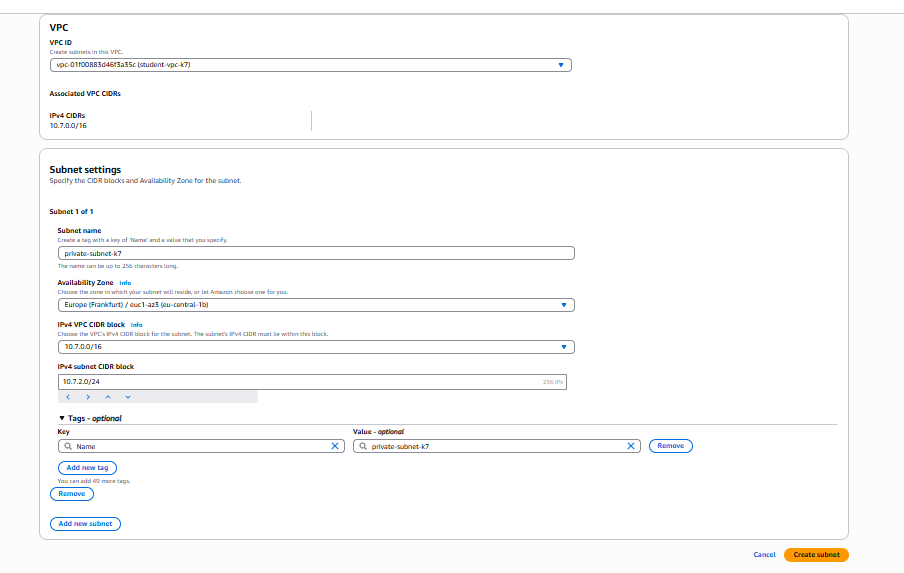 VPC
VPC ID
Create subnets in this VPC.
vpc-01f00883d46f3a35c (student-vpc-k7)
Associated VPC CIDRs
IPv4 CIDRs
10.7.0.0/16
Subnet settings
Specify the CIDR blocks and Availability Zone for the subnet.
Subnet 1 of 1
Subnet name
Create a tag with a key of 'Name' and a value that you specify.
private-subnet-k7
The name can be up to 256 characters long.
Availability Zone Info
Choose the zone in which your subnet will reside, or let Amazon choose one for you.
Europe (Frankfurt) / euc1-az3 (eu-central-1b)
IPv4 VPC CIDR block Info
Choose the VPC's IPv4 CIDR block for the subnet. The subnet's IPv4 CIDR must lie within this block.
10.7.0.0/16
IPv4 subnet CIDR block
10.7.2.0/24 256 IPs
Tags - optional
Key Value - optional
Name private-subnet-k7 Remove
Add new tag
You can add 49 more tags.
Remove
Add new subnet
Cancel Create subnet